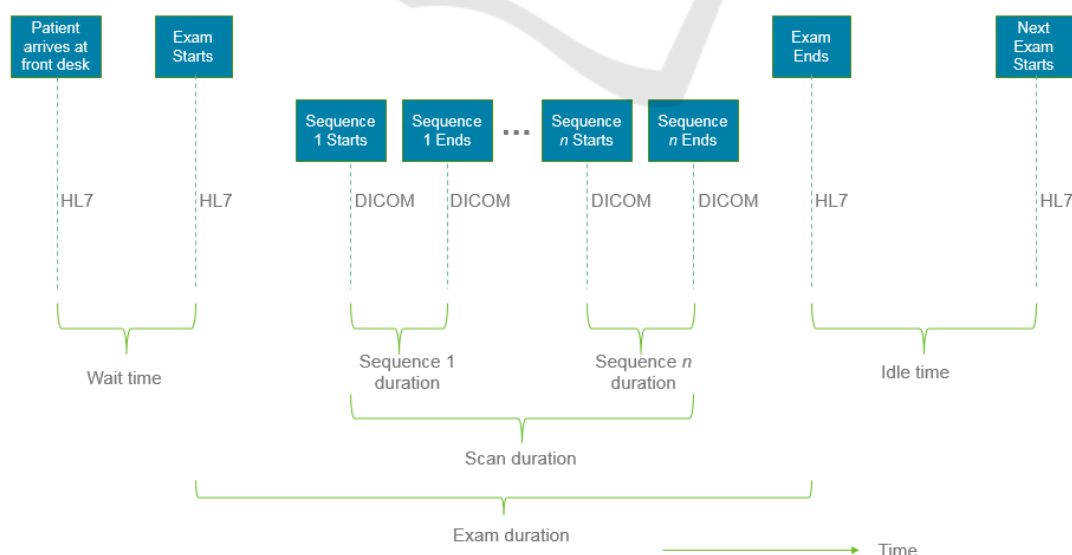 Patient
arrives at
front desk
Exam
Starts
Exam
Ends
Next
Exam
Starts
Sequence
1 Starts
Sequence
1 Ends
...
Sequence
n Starts
Sequence
n Ends
HL7
HL7
DICOM
DICOM
DICOM
DICOM
HL7
HL7
Wait time
Sequence 1
duration
Sequence n
duration
Idle time
Scan duration
Exam duration
Time